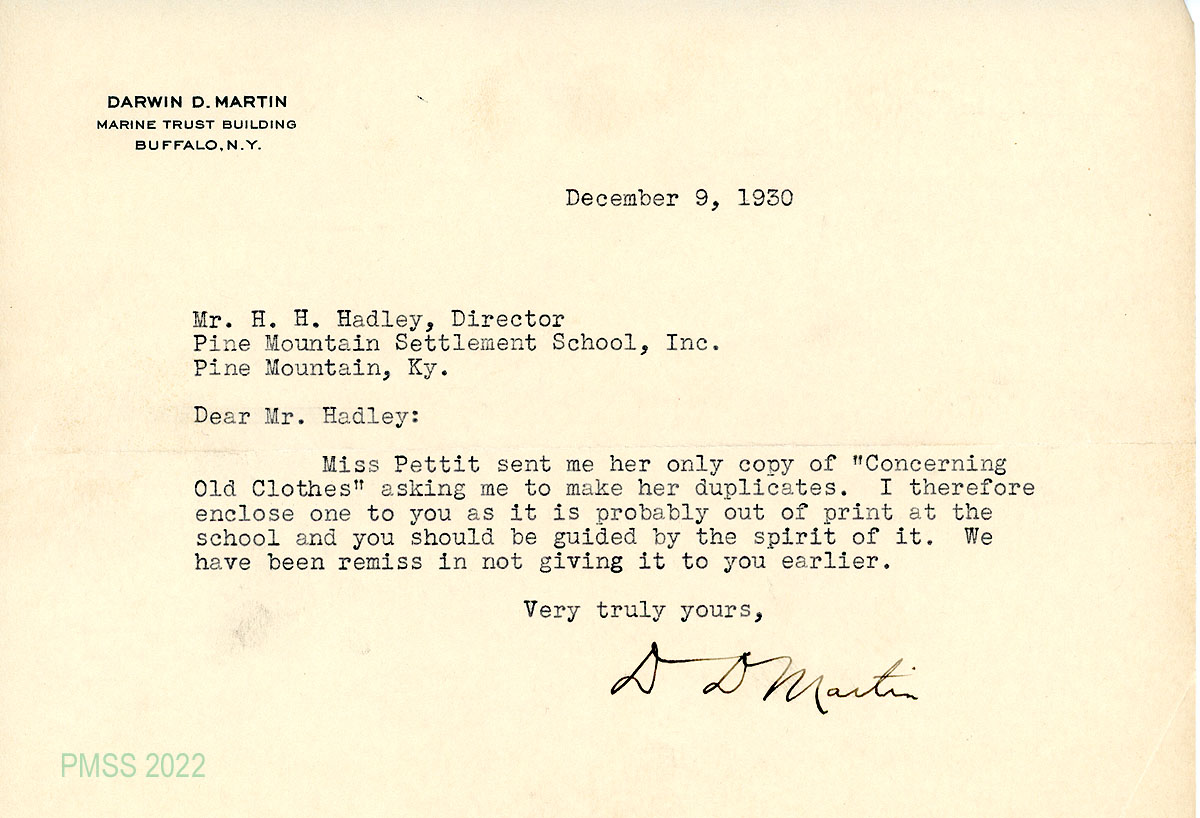 DARWIN D. MARTIN
MARINE TRUST BUILDING
BUFFALO, N.Y.
December 9, 1930
Mr. H. H. Hadley, Director
Pine Mountain Settlement School, Inc.
Pine Mountain, Ky.
Dear Mr. Hadley:
Miss Pettit sent me her only copy of "Concerning
Old Clothes" asking me to make her duplicates. I therefore
enclose one to you as it is probably out of print at the
school and you should be guided by the spirit of it. We
have been remiss in not giving it to you earlier.
Very truly yours,
D D Martin
PMSS 2022